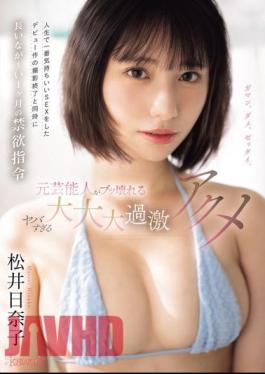 人生で一番気持ちいいSEXをした
デビュー作の撮影終了と同時に
長い長～い1ヶ月の禁欲指令
ガマン、ダメ、ゼッタイ。
元芸能人がブッ壊れる
ヤバすぎる
大大大過激
アクメ
松井日奈子
JAVHD